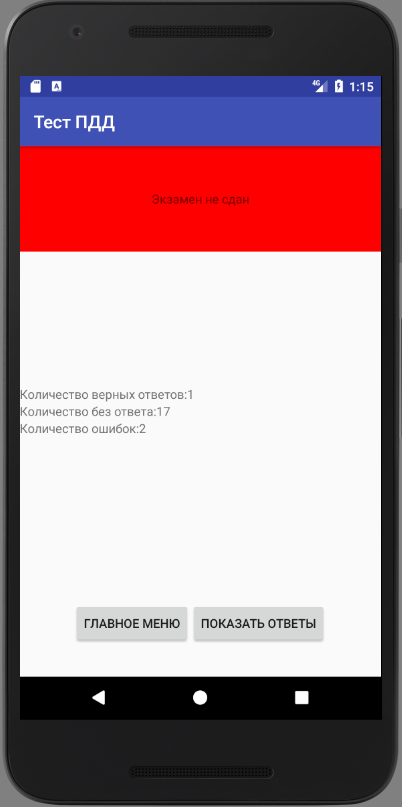 4G 1:15
Тест ПДД
Экзамен не сдан
Количество верных ответов:1
Количество без ответа:17
Количество ошибок:2
ГЛАВНОЕ МЕНЮ ПОКАЗАТЬ ОТВЕТЫ